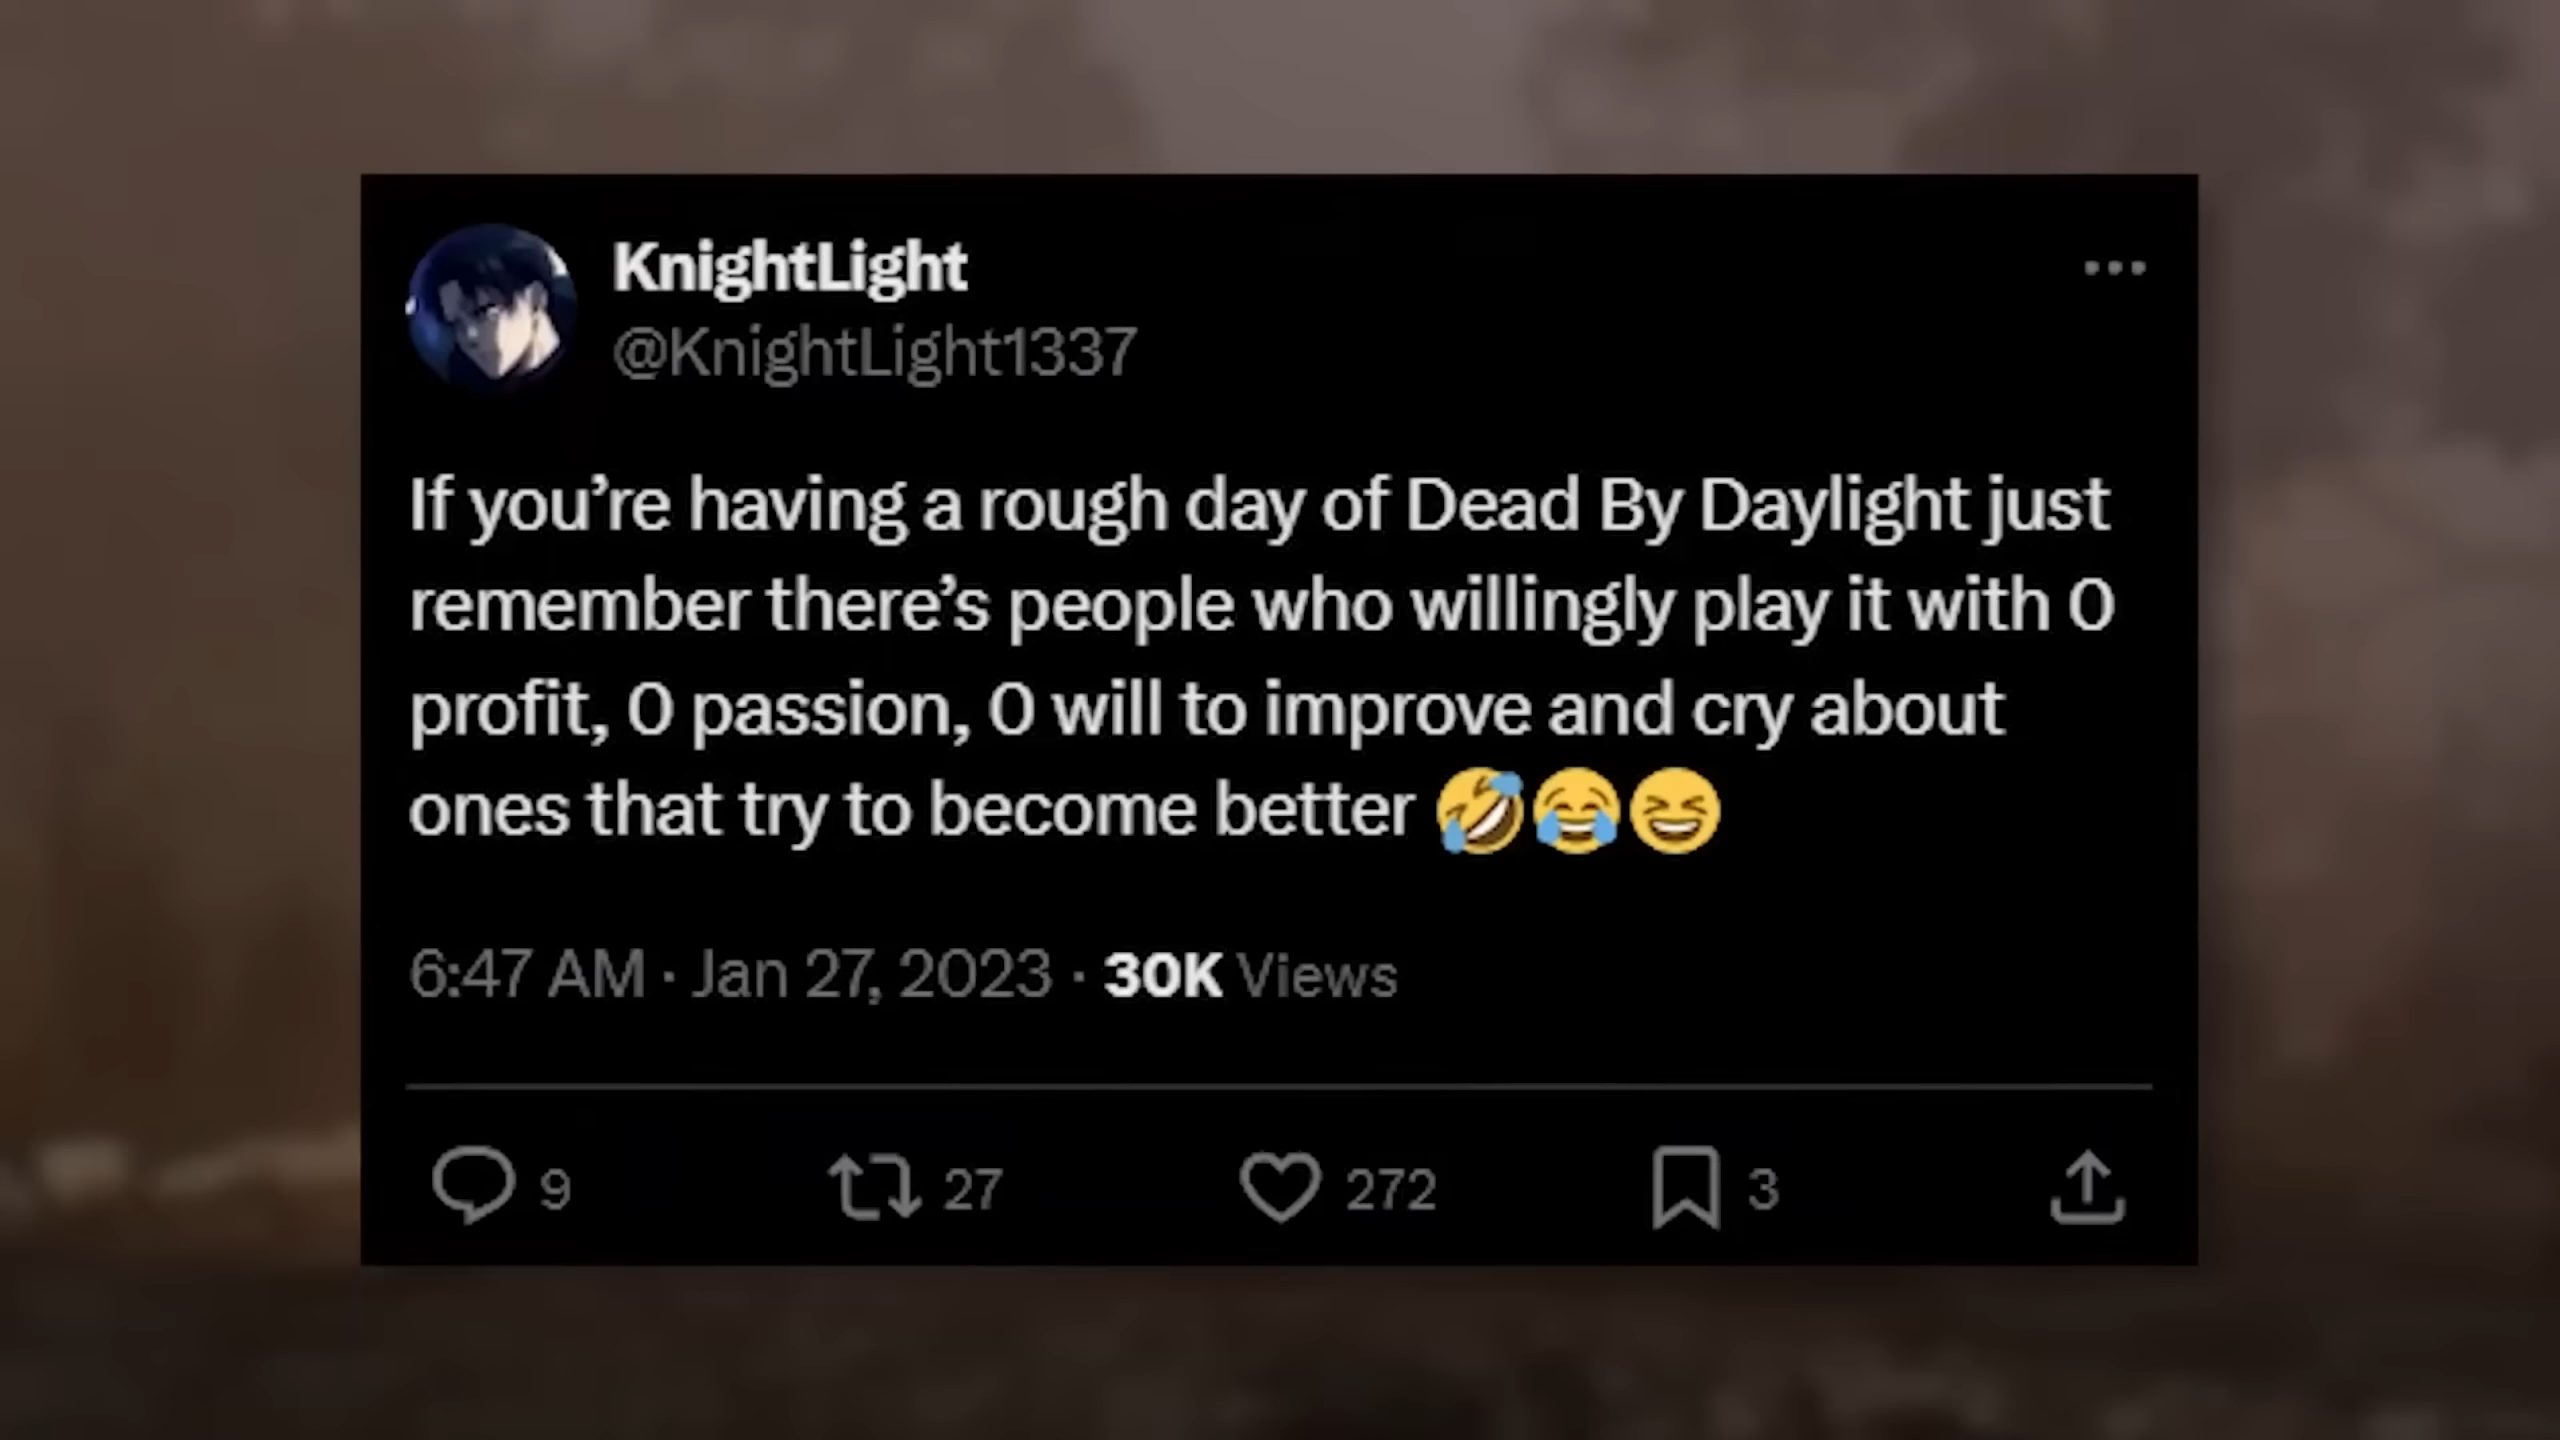 KnightLight
@KnightLight1337
If you’re having a rough day of Dead By Daylight just
remember there’s people who willingly play it with 0
profit, 0 passion, 0 will to improve and cry about
ones that try to become better 🤣😂😆
6:47 AM · Jan 27, 2023 · 30K Views
9 27 272 3